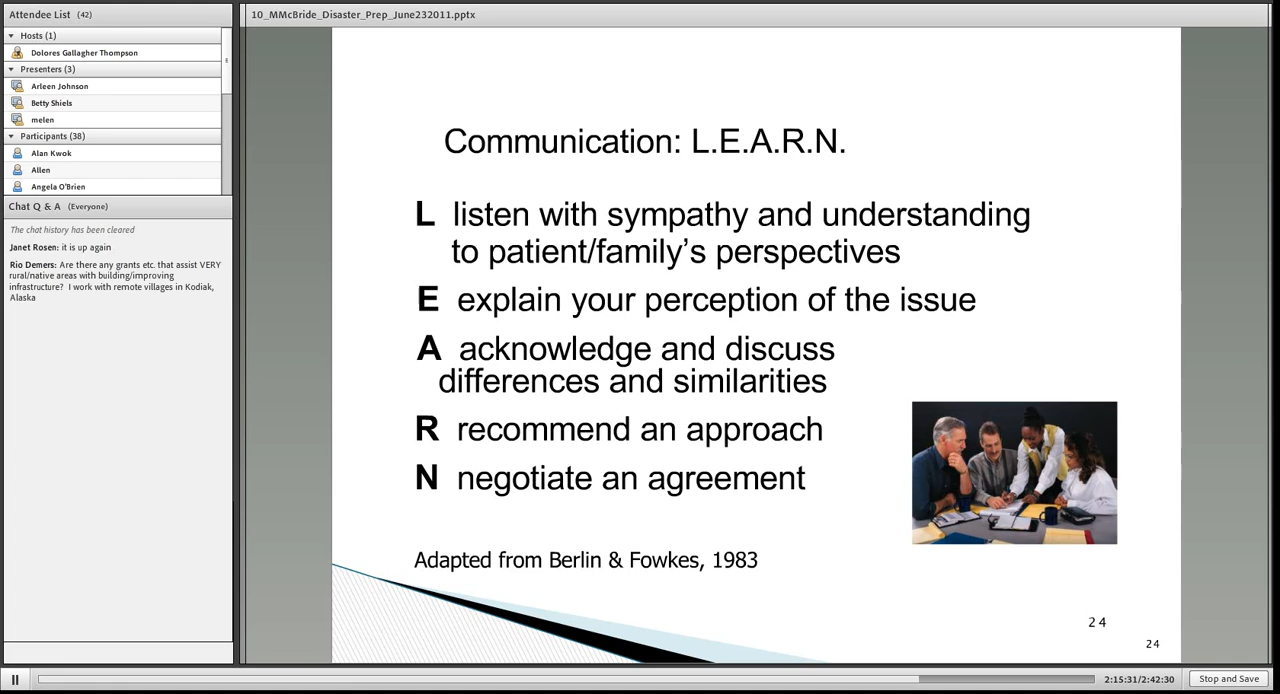 Attendee List (42)
Hosts (1)
Dolores Gallagher Thompson
Presenters (3)
Arleen Johnson
Betty Shiels
melen
Participants (38)
Alan Kwok
Allen
Angela O'Brien
Chat Q & A (Everyone)
The chat history has been cleared
Janet Rosen: it is up again
Rio Demers: Are there any grants etc. that assist VERY
rural/native areas with building/improving
infrastructure? I work with remote villages in Kodiak,
Alaska
10_MMcBride_Disaster_Prep_June232011.pptx
Communication: L.E.A.R.N.
L listen with sympathy and understanding
to patient/family’s perspectives
E explain your perception of the issue
A acknowledge and discuss
differences and similarities
R recommend an approach
N negotiate an agreement
Adapted from Berlin & Fowkes, 1983
24
24
2:15:31/2:42:30
Stop and Save